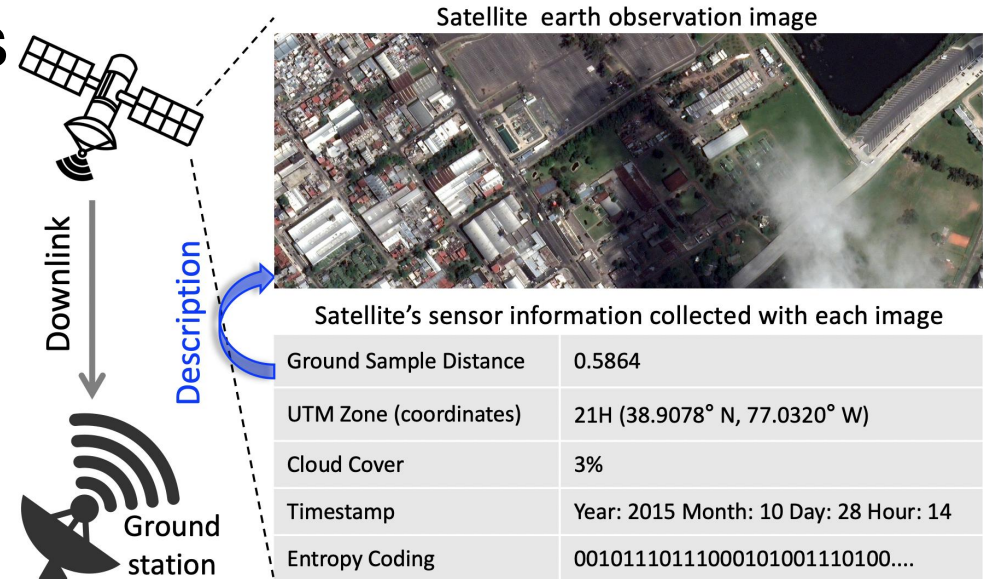 s
Satellite earth observation image
Downlink
Description
Satellite's sensor information collected with each image
Ground Sample Distance 0.5864
UTM Zone (coordinates) 21H (38.9078° N, 77.0320° W)
Cloud Cover 3%
Timestamp Year: 2015 Month: 10 Day: 28 Hour: 14
Entropy Coding 00101110111000101001110100....
Ground
station